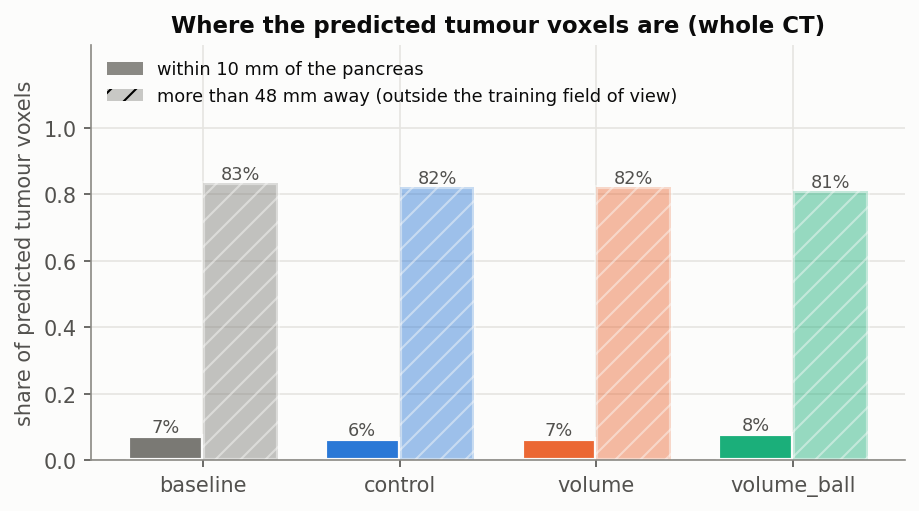 Where the predicted tumour voxels are (whole CT)
within 10 mm of the pancreas
more than 48 mm away (outside the training field of view)
share of predicted tumour voxels
1.0
0.8
0.6
0.4
0.2
0.0
7%
83%
6%
82%
7%
82%
8%
81%
baseline
control
volume
volume_ball